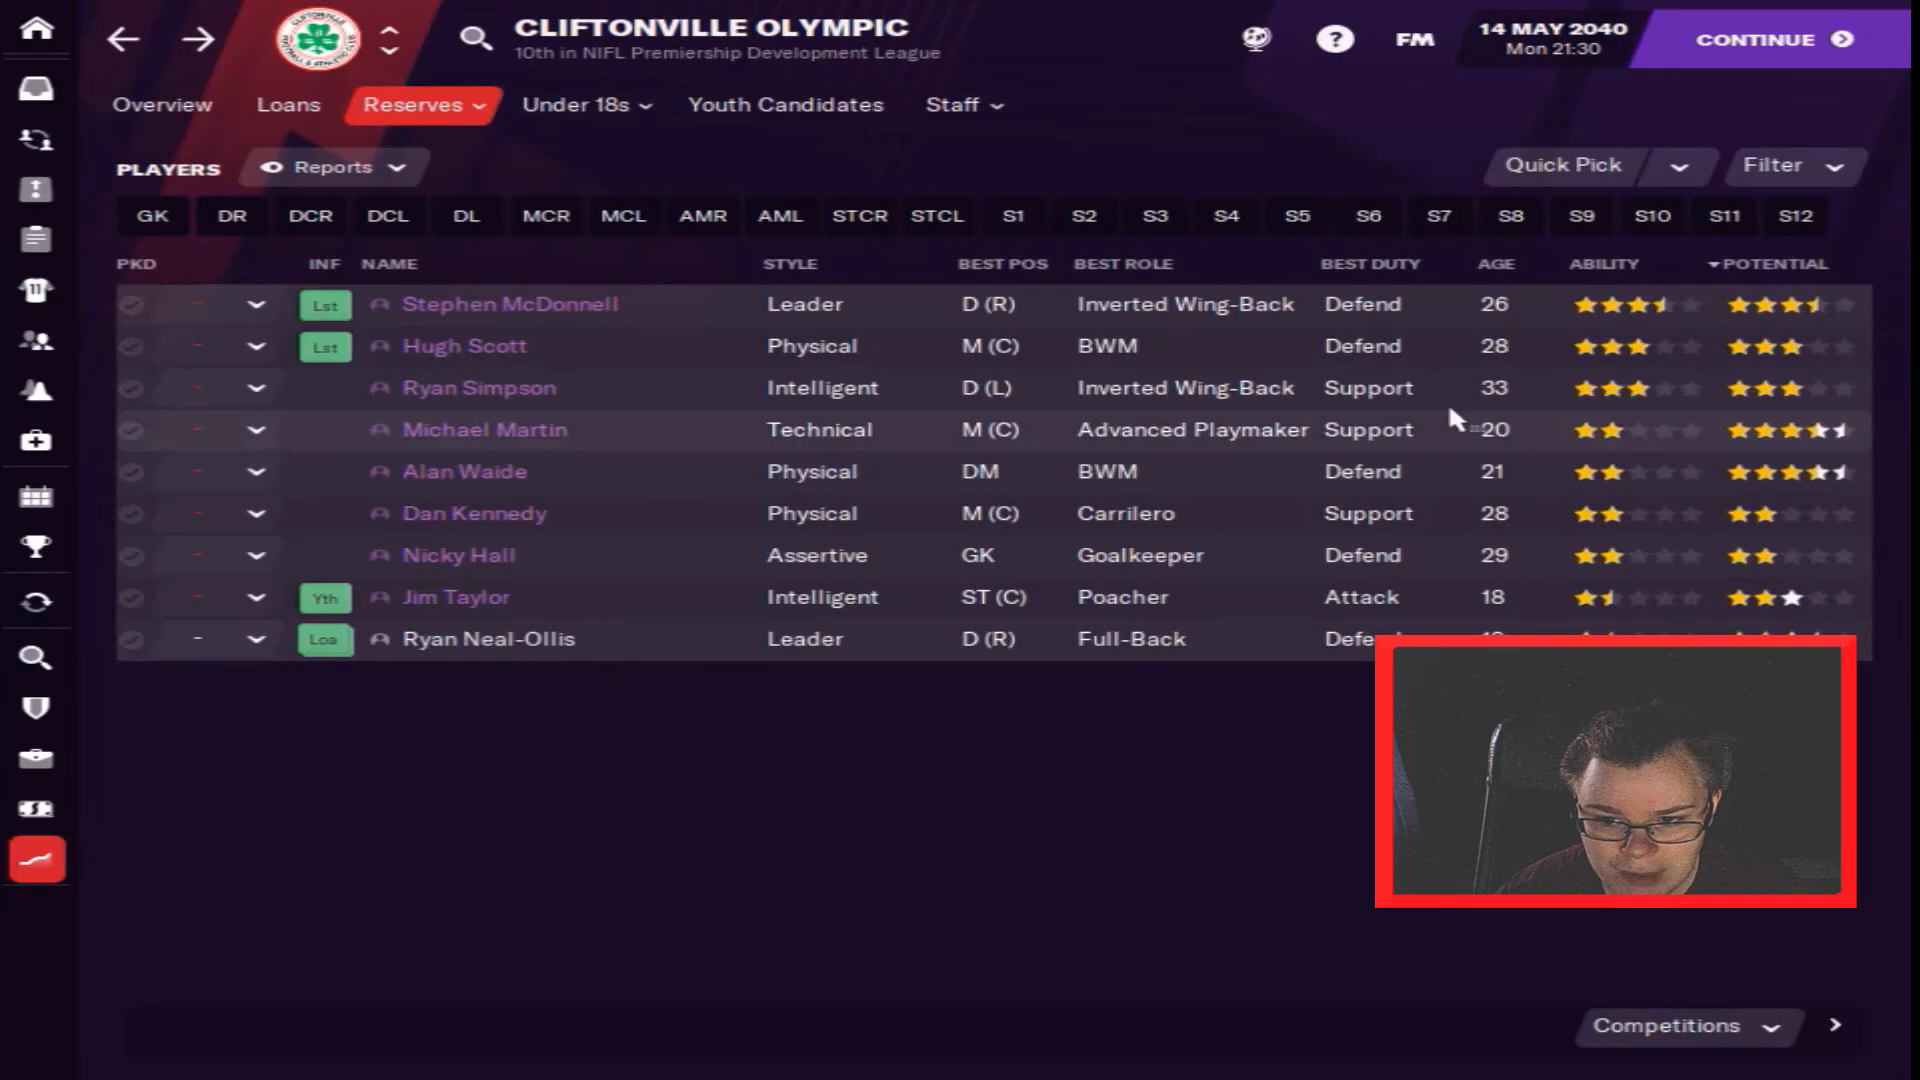 CLIFTONVILLE OLYMPIC
10th in NIFL Premiership Development League
FM
14 MAY 2040
Mon 21:30
CONTINUE
Overview Loans Reserves Under 18s Youth Candidates Staff
PLAYERS Reports Quick Pick Filter
GK DR DCR DCL DL MCR MCL AMR AML STCR STCL S1 S2 S3 S4 S5 S6 S7 S8 S9 S10 S11 S12
PKD INF NAME STYLE BEST POS BEST ROLE BEST DUTY AGE ABILITY POTENTIAL
- Lst Stephen McDonnell Leader D (R) Inverted Wing-Back Defend 26
- Lst Hugh Scott Physical M (C) BWM Defend 28
- Ryan Simpson Intelligent D (L) Inverted Wing-Back Support 33
- Michael Martin Technical M (C) Advanced Playmaker Support 20
- Alan Waide Physical DM BWM Defend 21
- Dan Kennedy Physical M (C) Carrilero Support 28
- Nicky Hall Assertive GK Goalkeeper Defend 29
- Yth Jim Taylor Intelligent ST (C) Poacher Attack 18
- Loa Ryan Neal-Ollis Leader D (R) Full-Back
Competitions